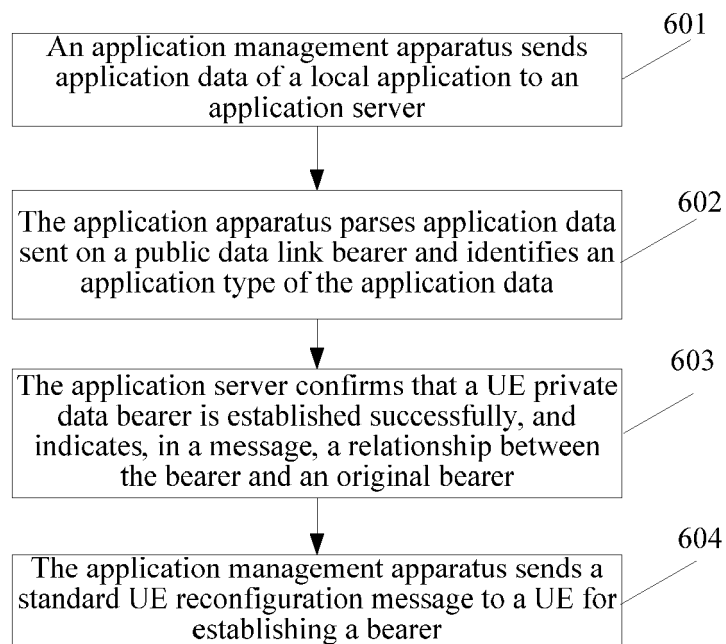 601
An application management apparatus sends
application data of a local application to an
application server
602
The application apparatus parses application data
sent on a public data link bearer and identifies an
application type of the application data
603
The application server confirms that a UE private
data bearer is established successfully, and
indicates, in a message, a relationship between
the bearer and an original bearer
604
The application management apparatus sends a
standard UE reconfiguration message to a UE for
establishing a bearer